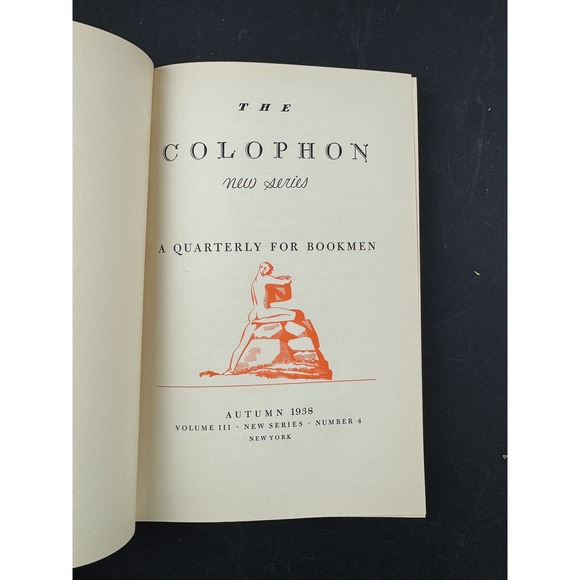 THE
COLOPHON
new series
A QUARTERLY FOR BOOKMEN
AUTUMN 1938
VOLUME III · NEW SERIES · NUMBER 4
NEW YORK